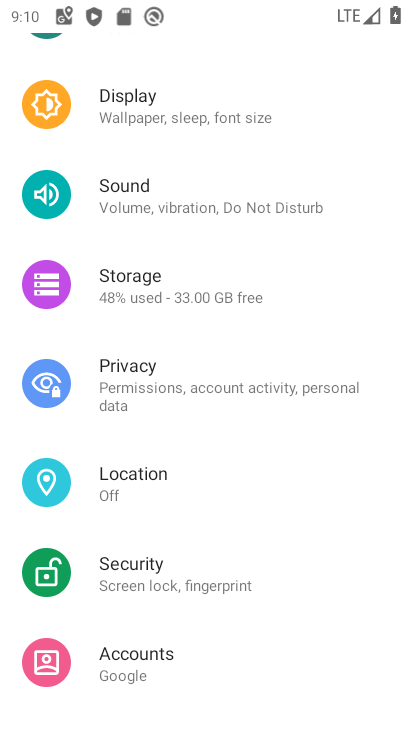 9:10
LTE
Display
Wallpaper, sleep, font size
Sound
Volume, vibration, Do Not Disturb
Storage
48% used - 33.00 GB free
Privacy
Permissions, account activity, personal
data
Location
Off
Security
Screen lock, fingerprint
Accounts
Google